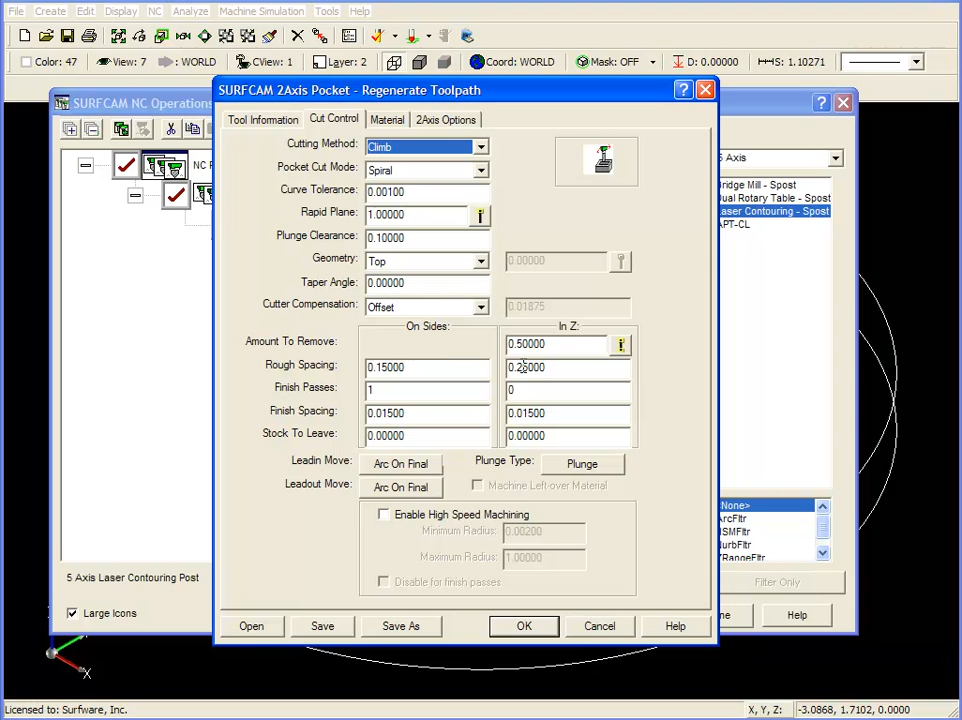 File Create Edit Display NC Analyze Machine Simulation Tools Help
Color: 47 View: 7 : WORLD CView: 1 Layer: 2 Coord: WORLD Mask: OFF D: 0.00000 S: 1.10271
SURFCAM 2Axis Pocket - Regenerate Toolpath
SURFCAM NC Operations
Tool Information Cut Control Material 2Axis Options
Cutting Method: Climb
5 Axis
NC
Pocket Cut Mode: Spiral
Bridge Mill - Spost
Curve Tolerance: 0.00100
Dual Rotary Table - Spost
Rapid Plane: 1.00000
Laser Contouring - Spost
APT-CL
Plunge Clearance: 0.10000
Geometry: Top 0.00000
Taper Angle: 0.00000
Cutter Compensation: Offset 0.01875
On Sides: In Z:
Amount To Remove: 0.50000
Rough Spacing: 0.15000
Finish Passes: 1 0
Finish Spacing: 0.01500 0.01500
Stock To Leave: 0.00000 0.00000
Leadin Move: Arc On Final Plunge Type: Plunge
Leadout Move: Arc On Final Machine Left-over Material
Enable High Speed Machining
Minimum Radius: 0.00200
Maximum Radius: 1.00000
Disable for finish passes.
<None>
ArcFltr
HSMFltr
NurbFltr
ZRangeFltr
5 Axis Laser Contouring Post
Filter Only
Large Icons
Open Save Save As OK Cancel Help
Help
X
Licensed to: Surfware, Inc. X, Y, Z: -3.0868, 1.7102, 0.0000